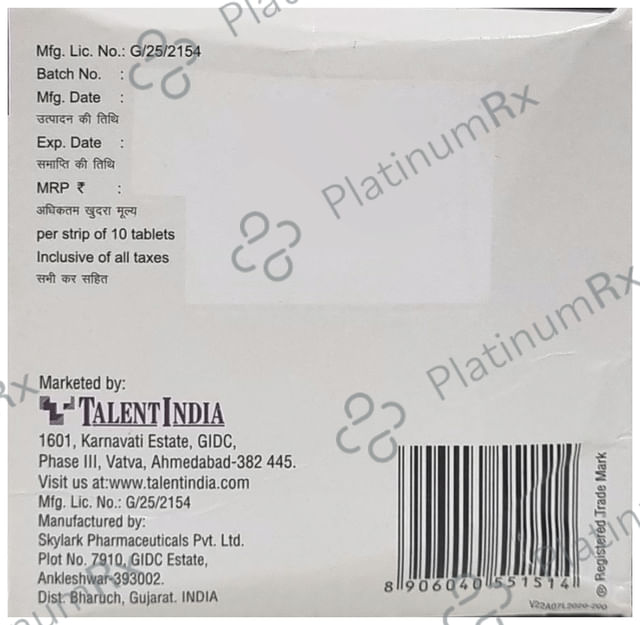 Mfg. Lic. No.: G/25/2154
Batch No. :
Mfg. Date :
उत्पादन की तिथि
Exp. Date :
समाप्ति की तिथि
MRP ₹ :
अधिकतम खुदरा मूल्य
per strip of 10 tablets
Inclusive of all taxes
सभी कर सहित
Marketed by:
TALENT INDIA
1601, Karnavati Estate, GIDC,
Phase III, Vatva, Ahmedabad-382 445.
Visit us at:www.talentindia.com
Mfg. Lic. No.: G/25/2154
Manufactured by:
Skylark Pharmaceuticals Pvt. Ltd.
Plot No. 7910, GIDC Estate,
Ankleshwar-393002.
Dist. Bharuch, Gujarat. INDIA
8 906040 551514
® Registered Trade Mark
PlatinumRx
PlatinumRx
PlatinumRx